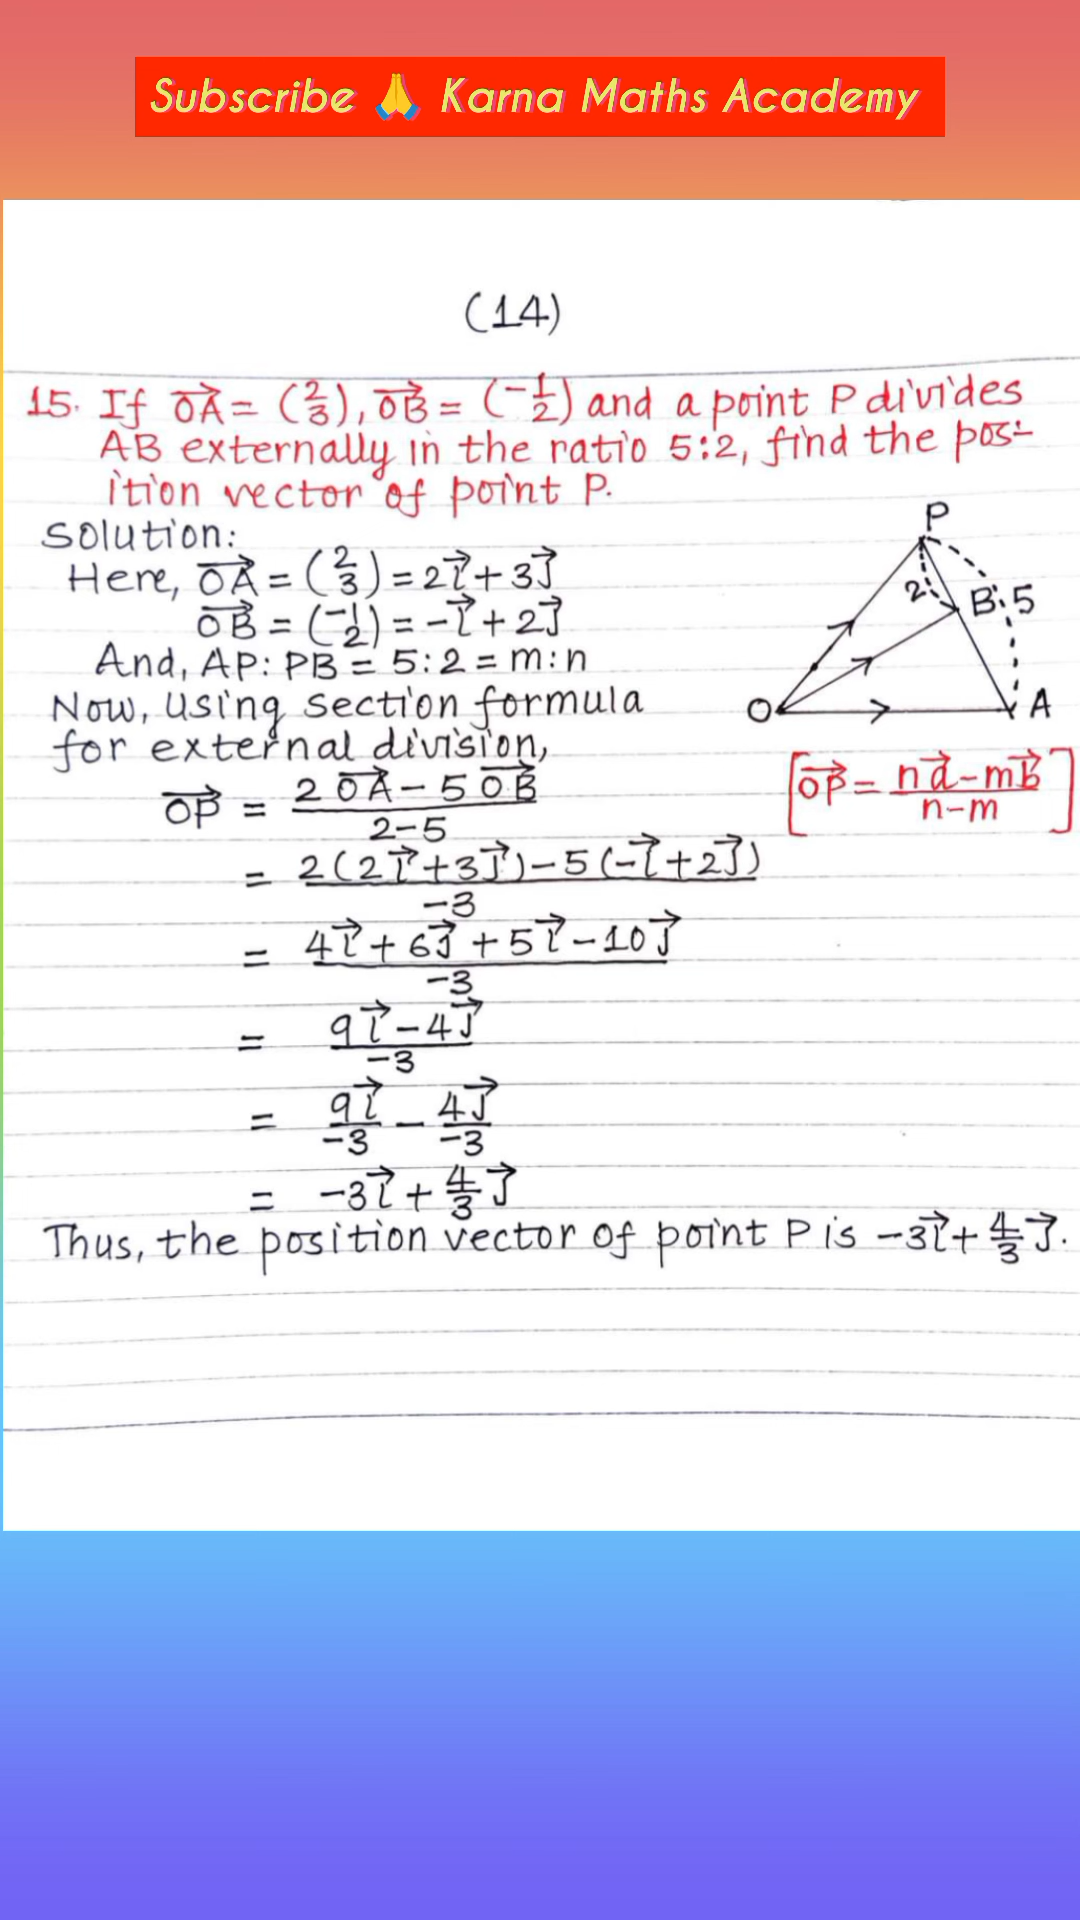 Subscribe 🙏 Karna Maths Academy
(14)
15. If →OA = (2/3), →OB = (-1/2) and a point P divides
AB externally in the ratio 5:2, find the pos-
ition vector of point P.
Solution:
Here, →OA = (2/3) = 2→i + 3→j
→OB = (-1/2) = -→i + 2→j
And, AP: PB = 5:2 = m:n
Now, using section formula
for external division,
P
2
B
5
O
A
→OP = (2→OA - 5→OB)/(2-5)
[→OP = (n→a - m→b)/(n-m)]
= (2(2→i + 3→j) - 5(-→i + 2→j))/-3
= (4→i + 6→j + 5→i - 10→j)/-3
= (9→i - 4→j)/-3
= 9→i/-3 - 4→j/-3
= -3→i + 4/3→j
Thus, the position vector of point P is -3→i + 4/3→j.